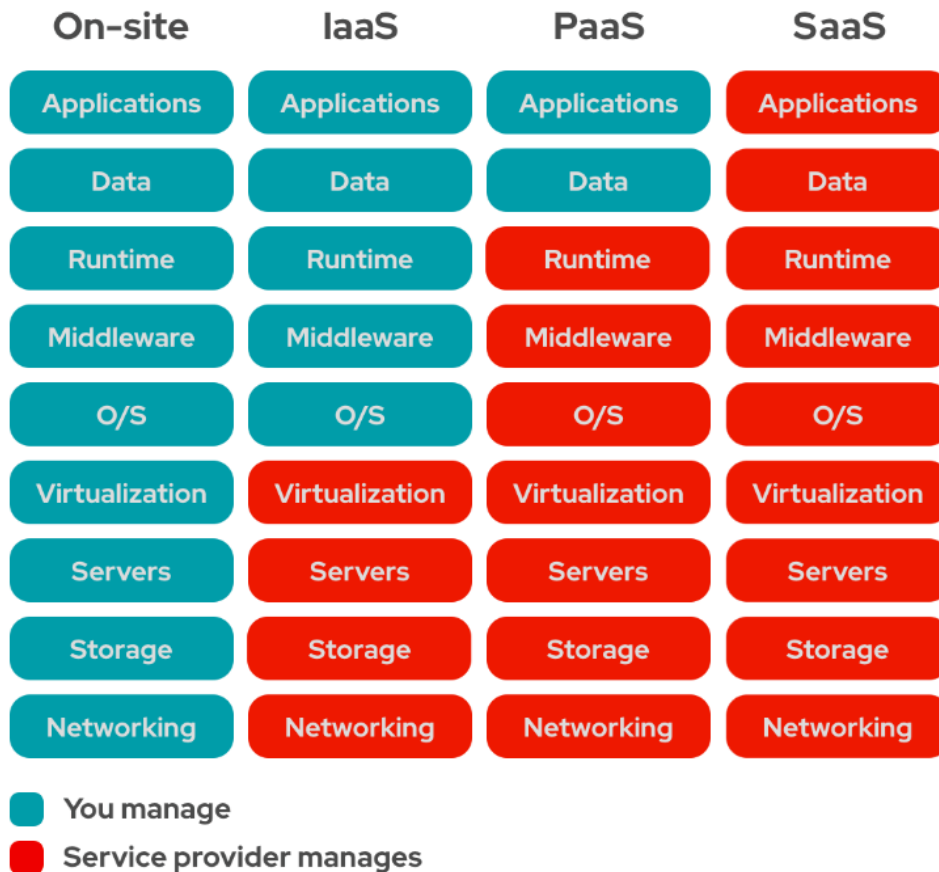 On-site IaaS PaaS SaaS
Applications Applications Applications Applications
Data Data Data Data
Runtime Runtime Runtime Runtime
Middleware Middleware Middleware Middleware
O/S O/S O/S O/S
Virtualization Virtualization Virtualization Virtualization
Servers Servers Servers Servers
Storage Storage Storage Storage
Networking Networking Networking Networking
You manage
Service provider manages